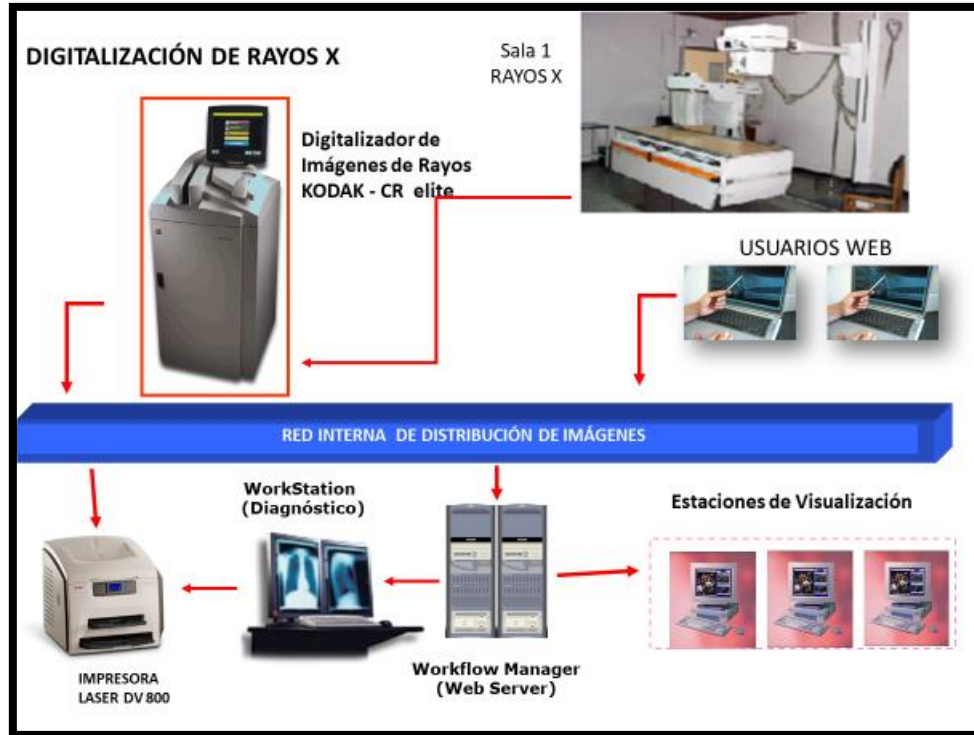 DIGITALIZACIÓN DE RAYOS X
Sala 1
RAYOS X
Digitalizador de
Imágenes de Rayos
KODAK - CR elite
USUARIOS WEB
RED INTERNA DE DISTRIBUCIÓN DE IMÁGENES
WorkStation
(Diagnóstico)
Estaciones de Visualización
IMPRESORA
LASER DV 800
Workflow Manager
(Web Server)